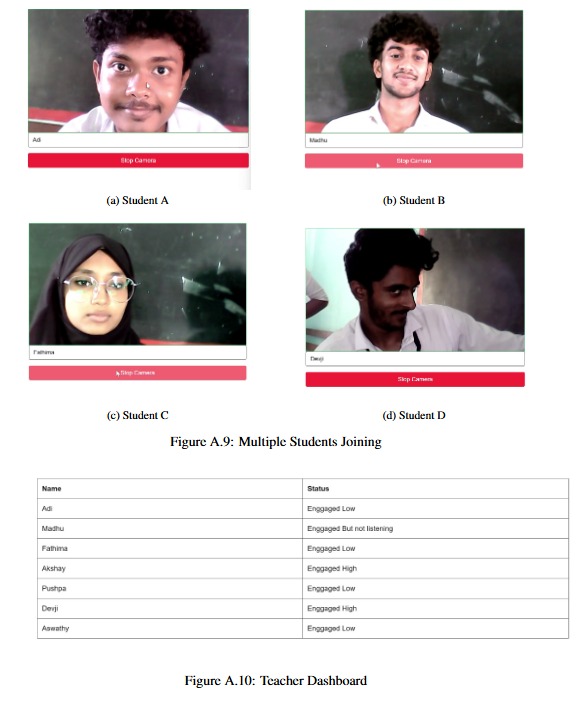 Adi
Madhu
Stop Camera
Stop Camera
(a) Student A
(b) Student B
Fathima
Devji
Stop Camera
Stop Camera
(c) Student C
(d) Student D
Figure A.9: Multiple Students Joining
Name Status
Adi Enggaged Low
Madhu Enggaged But not listening
Fathima Enggaged Low
Akshay Enggaged High
Pushpa Enggaged Low
Devji Enggaged High
Aswathy Enggaged Low
Figure A.10: Teacher Dashboard